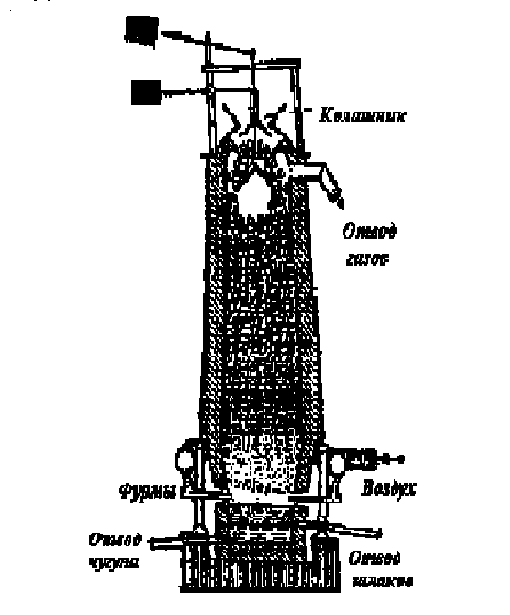 Колошник
Отвод
газов
Фурмы
Воздух
Отвод
чугуна
Отвод
шлаков